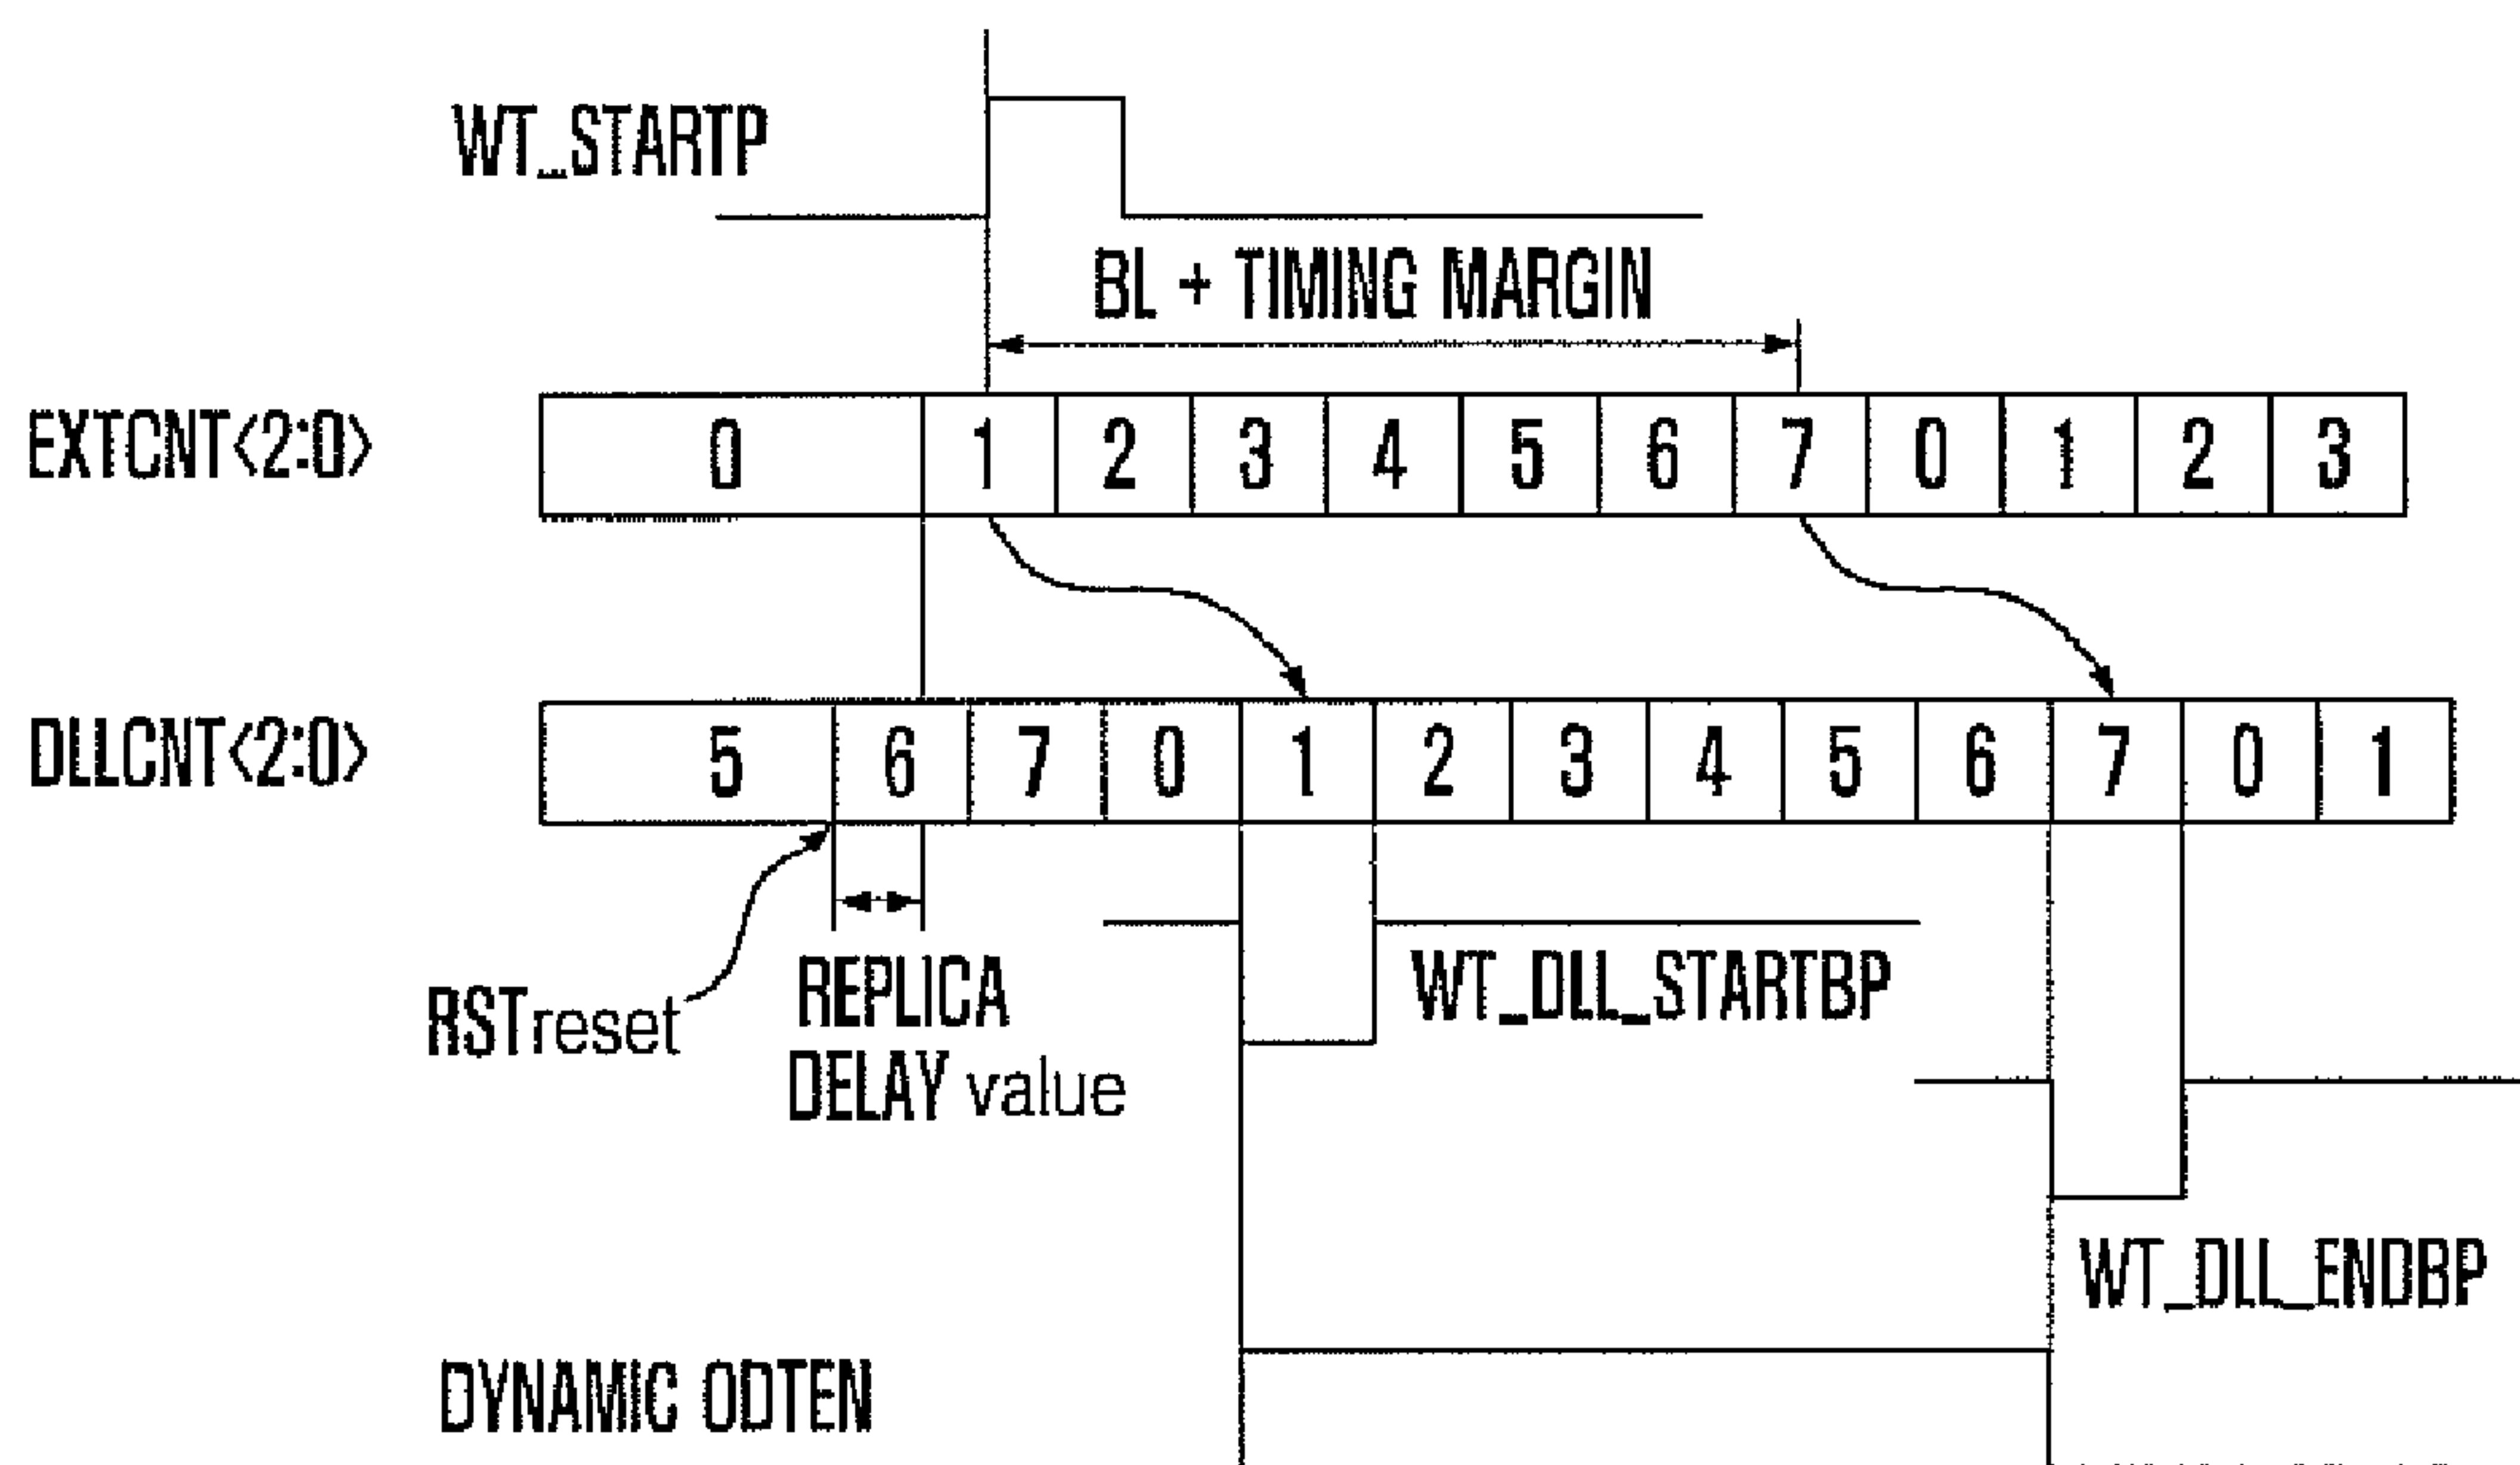 WT_STARTP
BL + TIMING MARGIN
EXTCNT<2:0>
0 1 2 3 4 5 6 7 0 1 2 3
DLLCNT<2:0>
5 6 7 0 1 2 3 4 5 6 7 0 1
RSTreset
REPLICA
DELAY value
WT_DLL_STARTBP
WT_DLL_ENDBP
DYNAMIC ODTEN